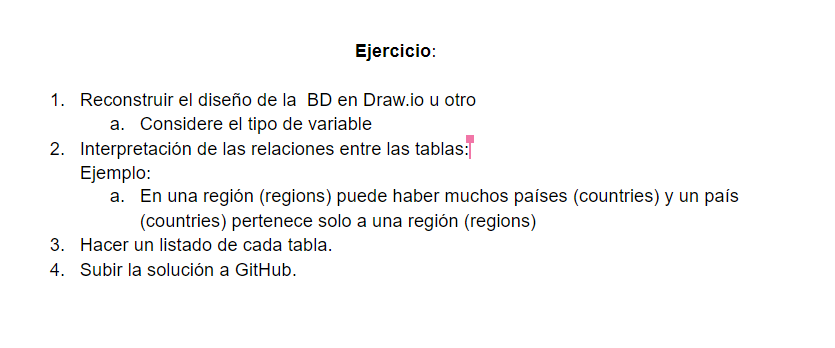 Ejercicio:
1. Reconstruir el diseño de la BD en Draw.io u otro
a. Considere el tipo de variable
2. Interpretación de las relaciones entre las tablas:
Ejemplo:
a. En una región (regions) puede haber muchos países (countries) y un país
(countries) pertenece solo a una región (regions)
3. Hacer un listado de cada tabla.
4. Subir la solución a GitHub.